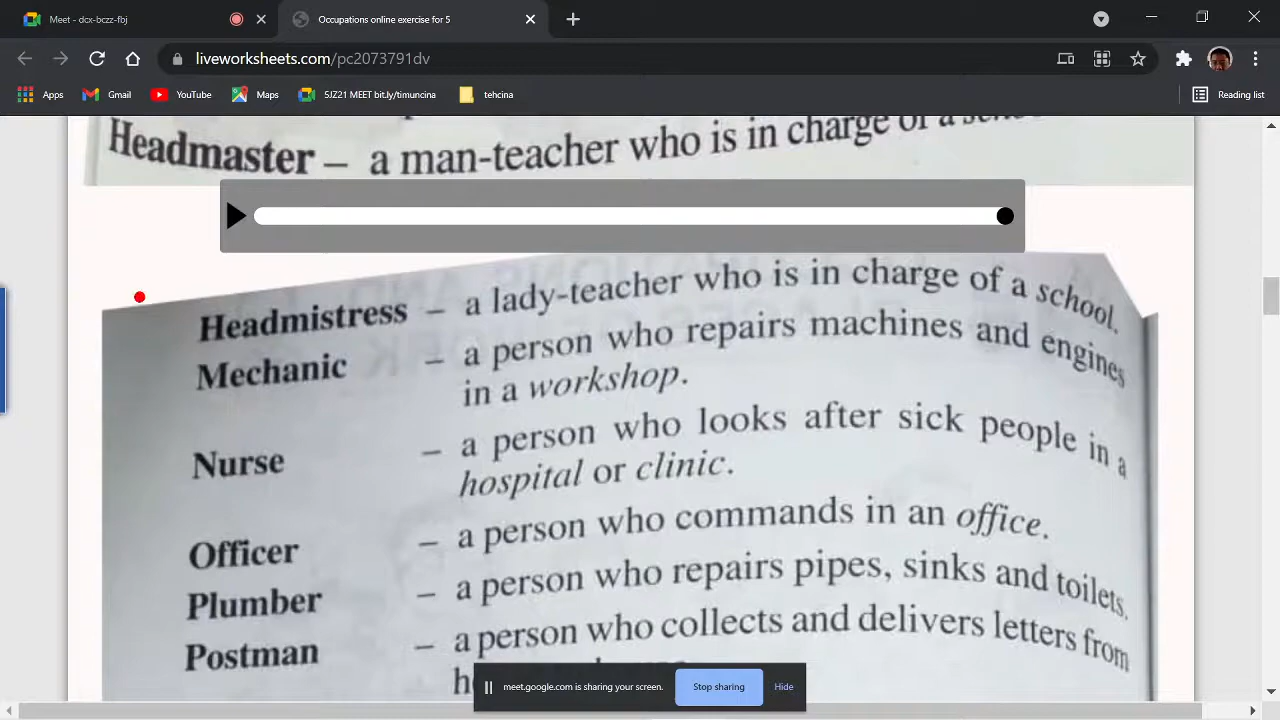 Meet - dcx-bczz-fbj
Occupations online exercise for 5
liveworksheets.com/pc2073791dv
Apps Gmail YouTube Maps 5JZ21 MEET bit.ly/timuncina tehcina Reading list
Headmaster – a man-teacher who is in charge of a
Headmistress – a lady-teacher who is in charge of a school.
Mechanic – a person who repairs machines and engines
in a workshop.
Nurse – a person who looks after sick people in a
hospital or clinic.
Officer – a person who commands in an office.
Plumber – a person who repairs pipes, sinks and toilets.
Postman – a person who collects and delivers letters from
meet.google.com is sharing your screen. Stop sharing Hide